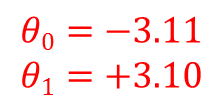 θ₀ = −3.11
θ₁ = +3.10